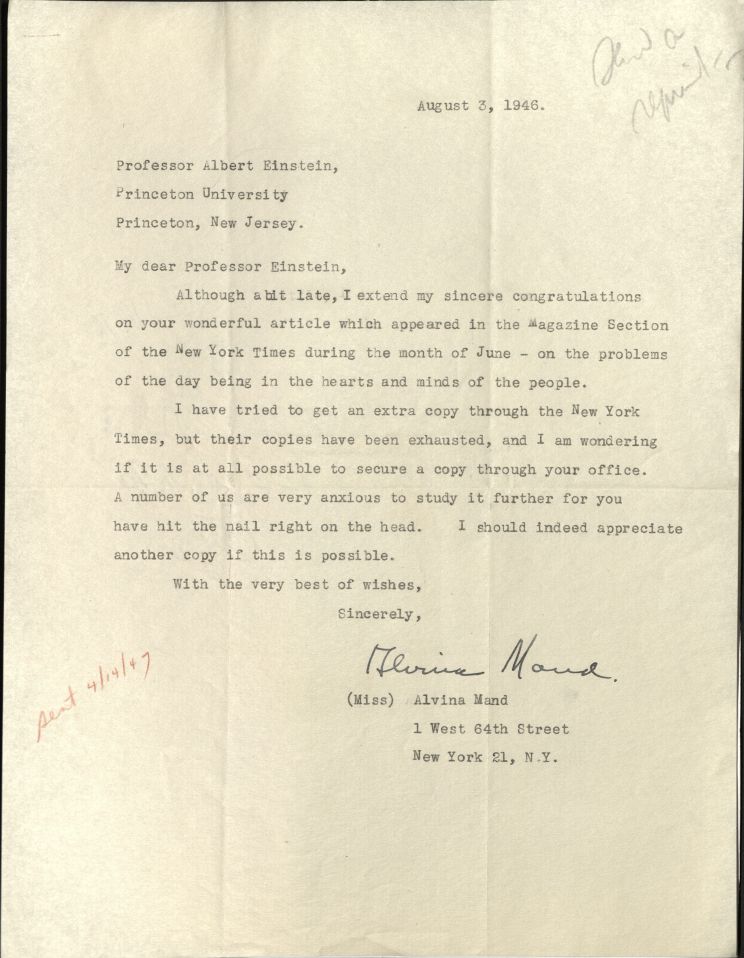 Send a
reprint
August 3, 1946.
Professor Albert Einstein,
Princeton University
Princeton, New Jersey.
My dear Professor Einstein,
Although a bit late, I extend my sincere congratulations
on your wonderful article which appeared in the Magazine Section
of the New York Times during the month of June - on the problems
of the day being in the hearts and minds of the people.
I have tried to get an extra copy through the New York
Times, but their copies have been exhausted, and I am wondering
if it is at all possible to secure a copy through your office.
A number of us are very anxious to study it further for you
have hit the nail right on the head. I should indeed appreciate
another copy if this is possible.
With the very best of wishes,
Sincerely,
Alvina Mand.
sent 4/14/47
(Miss) Alvina Mand
1 West 64th Street
New York 21, N.Y.